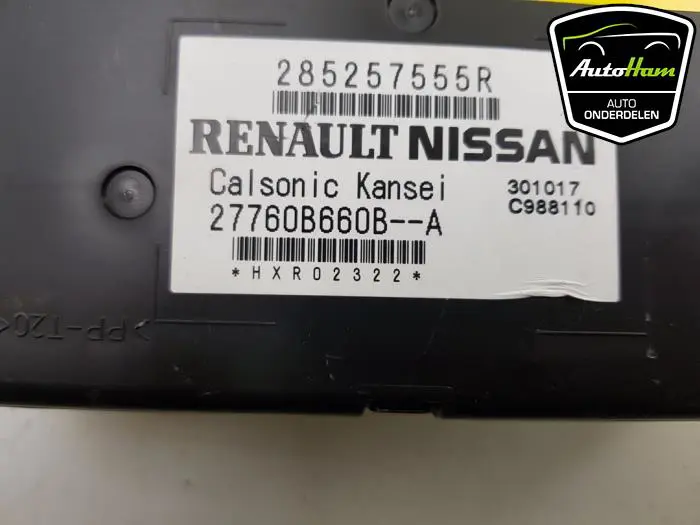 AutoHam
AUTO
ONDERDELEN
285257555R
RENAULT NISSAN
Calsonic Kansei
301017
27760B660B--A
C988110
*HXR02322*
>PP-T20<